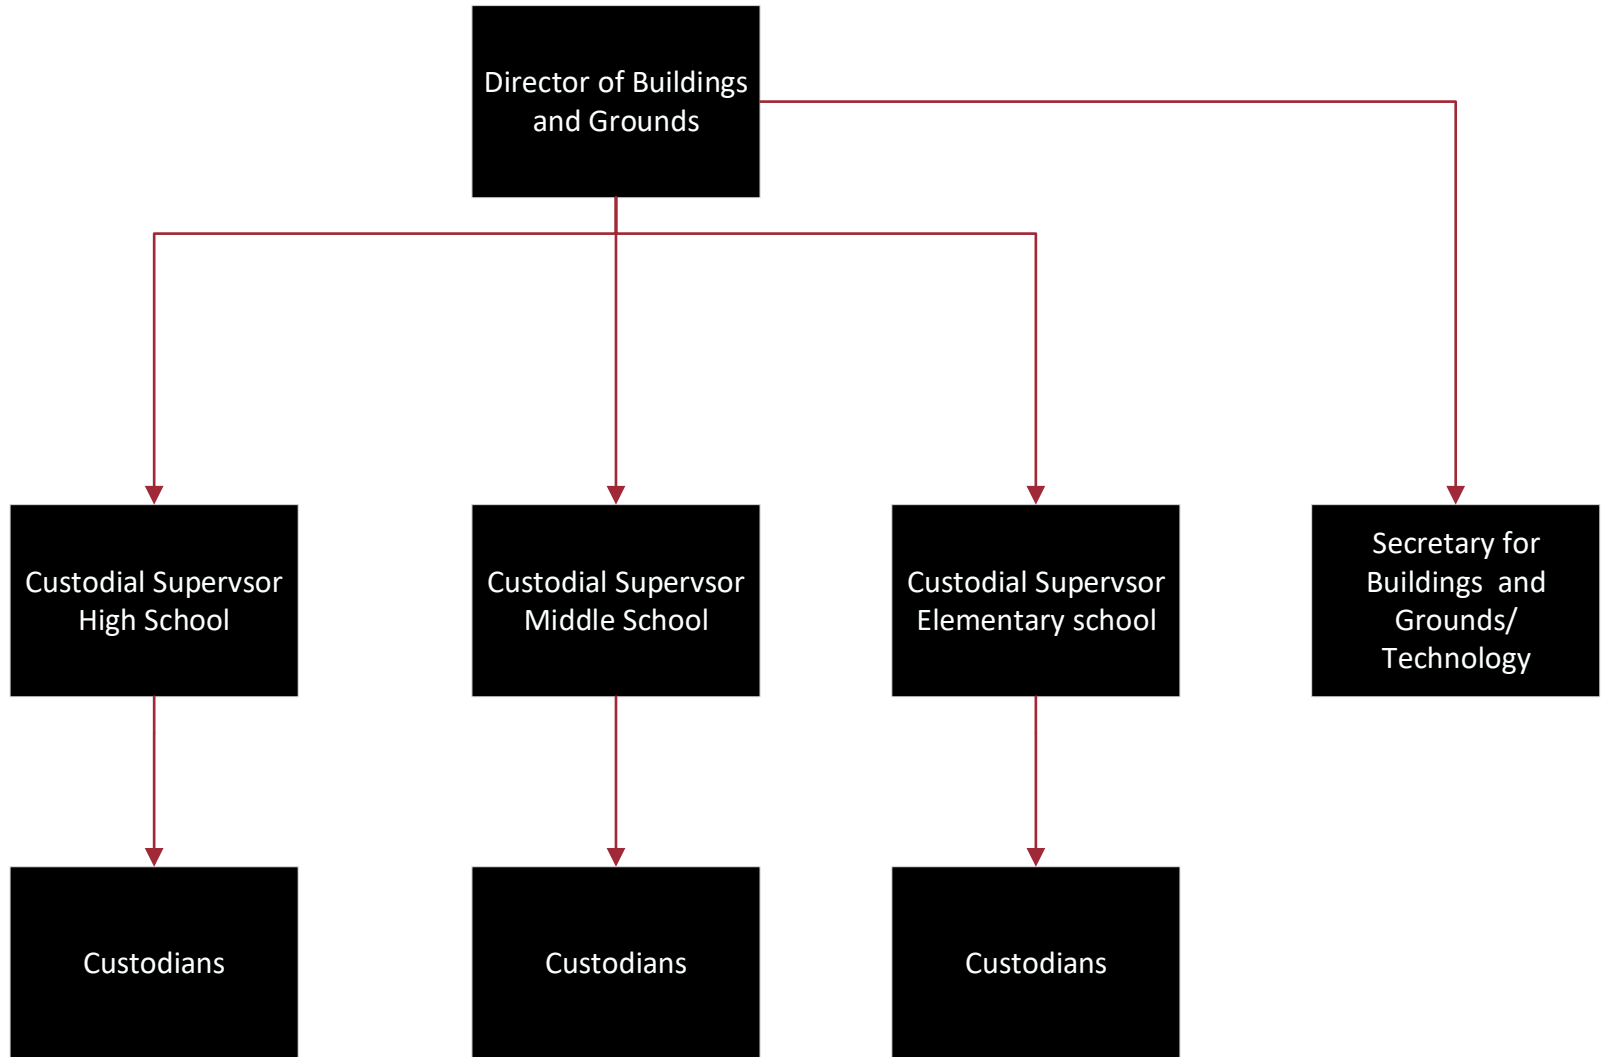 Director of Buildings
and Grounds
Custodial Supervsor
High School
Custodial Supervsor
Middle School
Custodial Supervsor
Elementary school
Secretary for
Buildings  and
Grounds/
Technology
Custodians
Custodians
Custodians